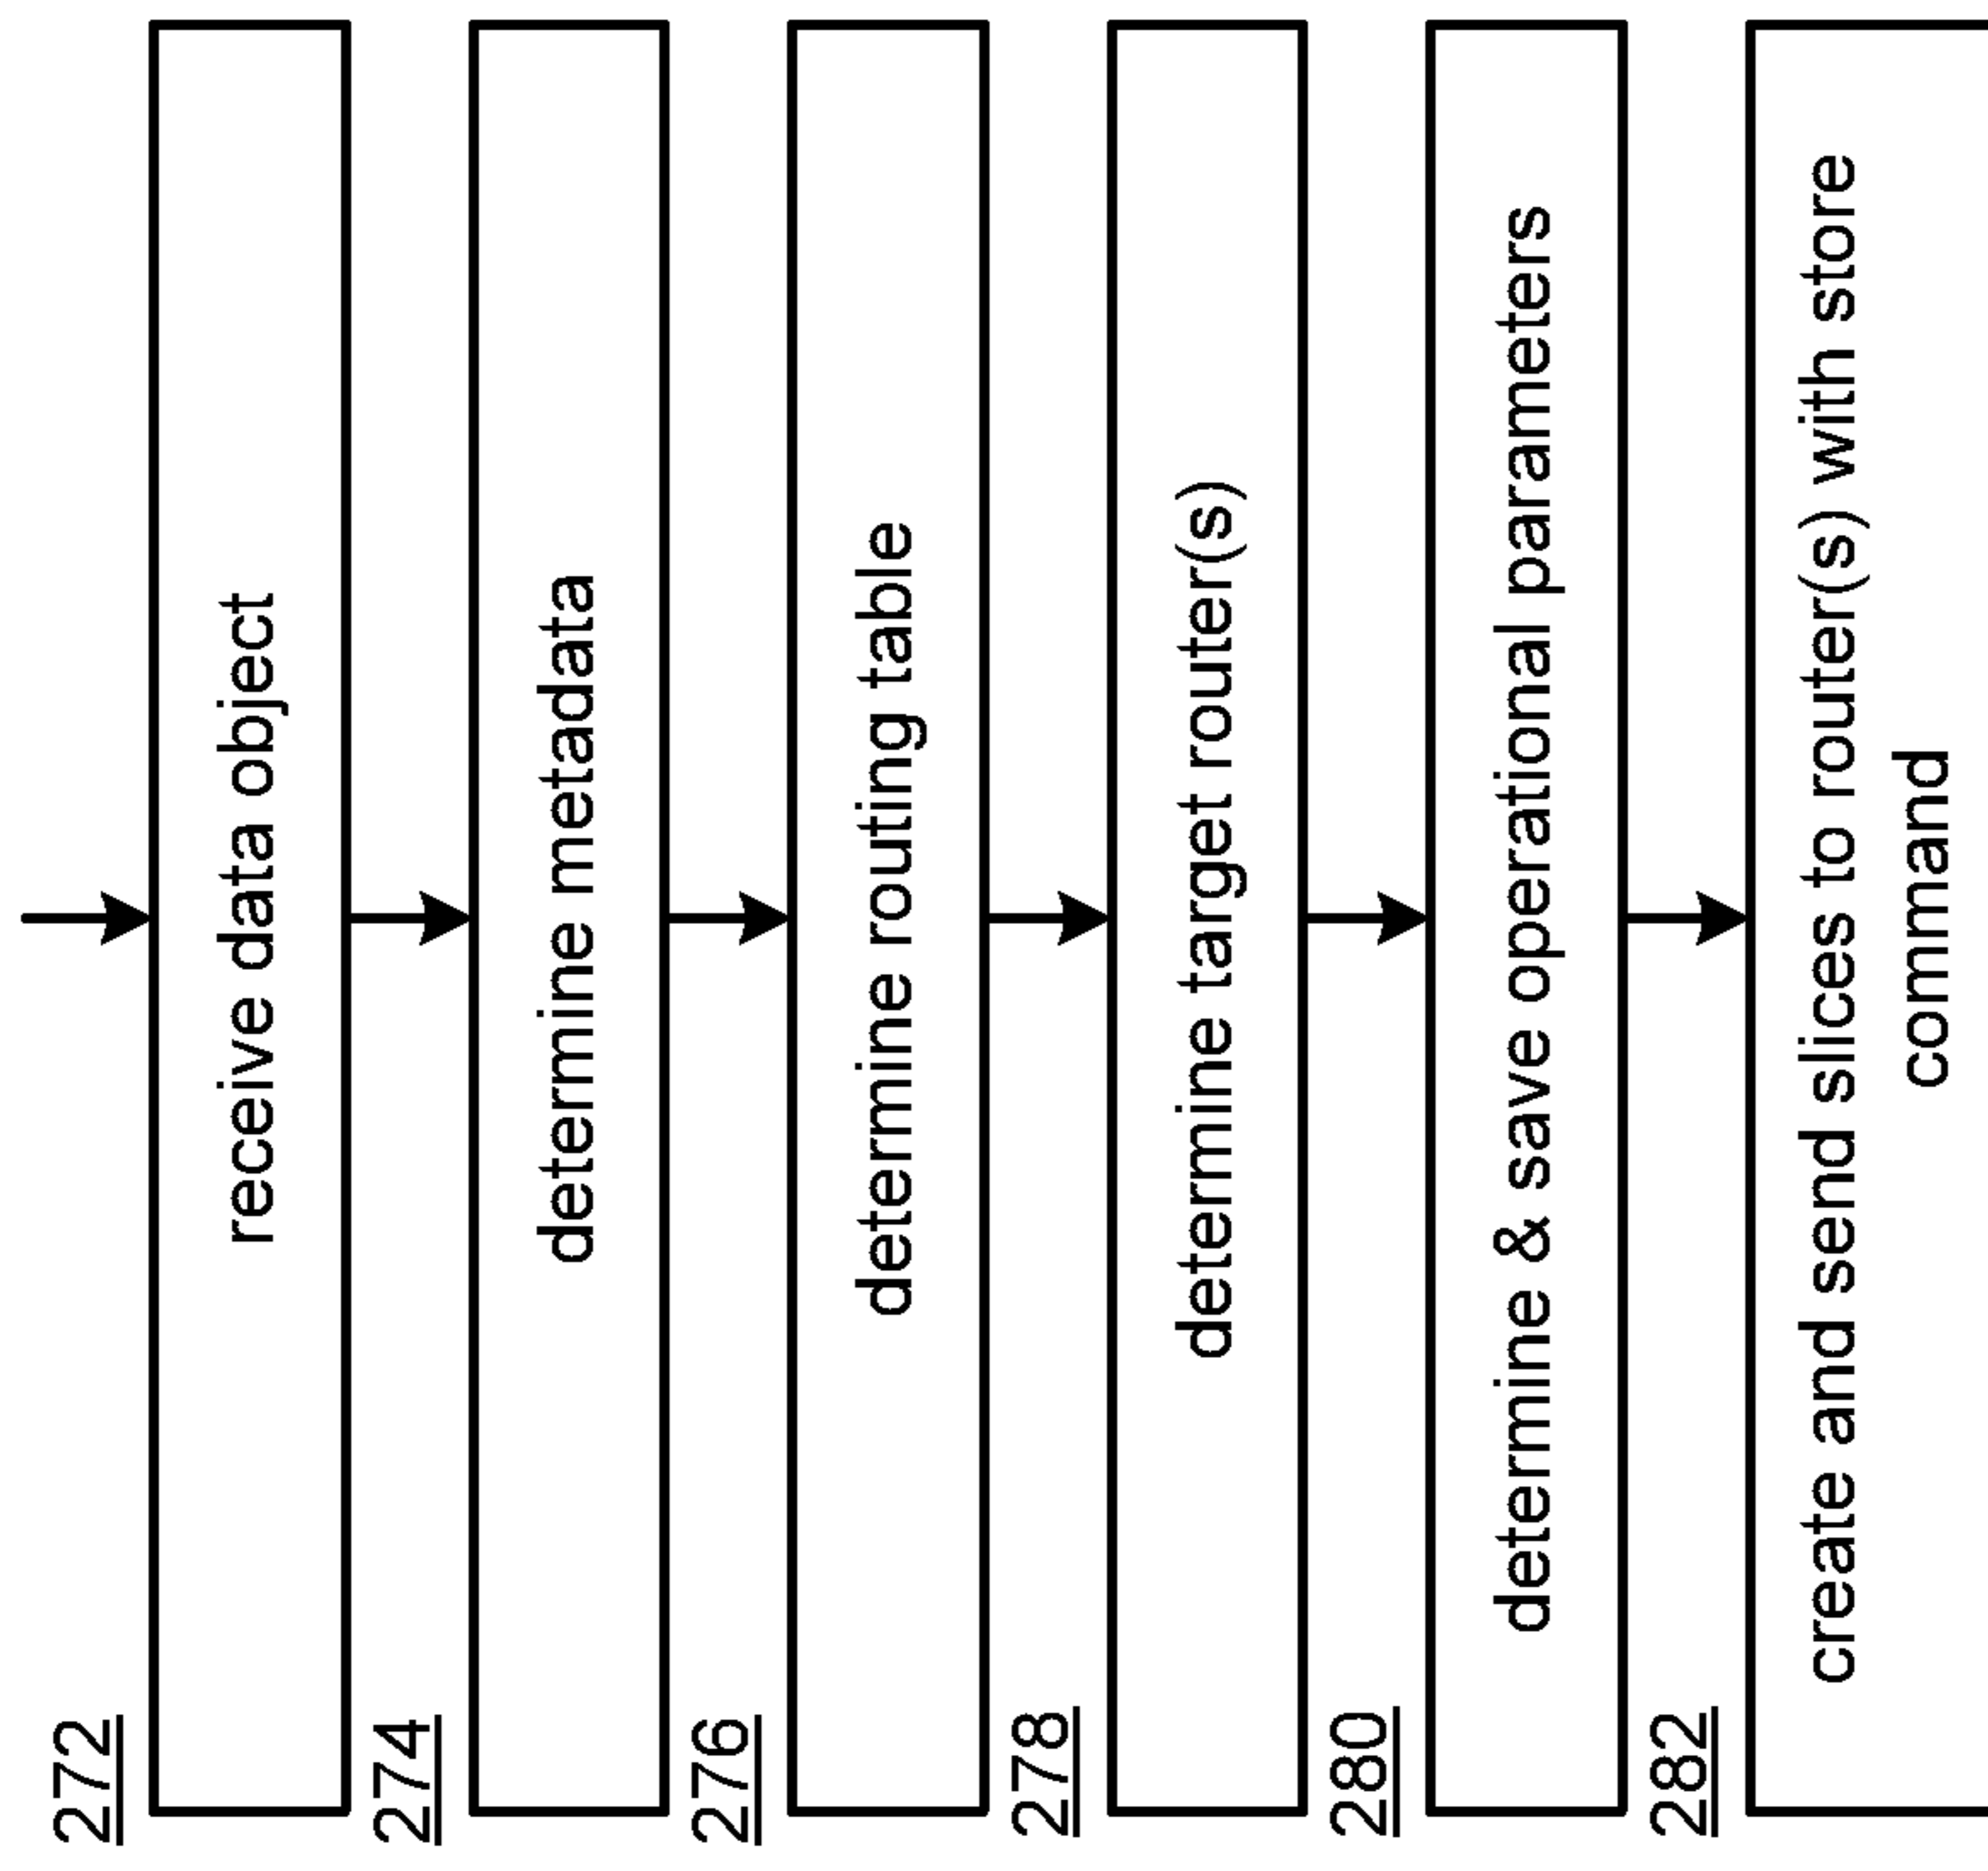 272
receive data object
274
determine metadata
276
determine routing table
278
determine target router(s)
280
determine & save operational parameters
282
create and send slices to router(s) with store
command